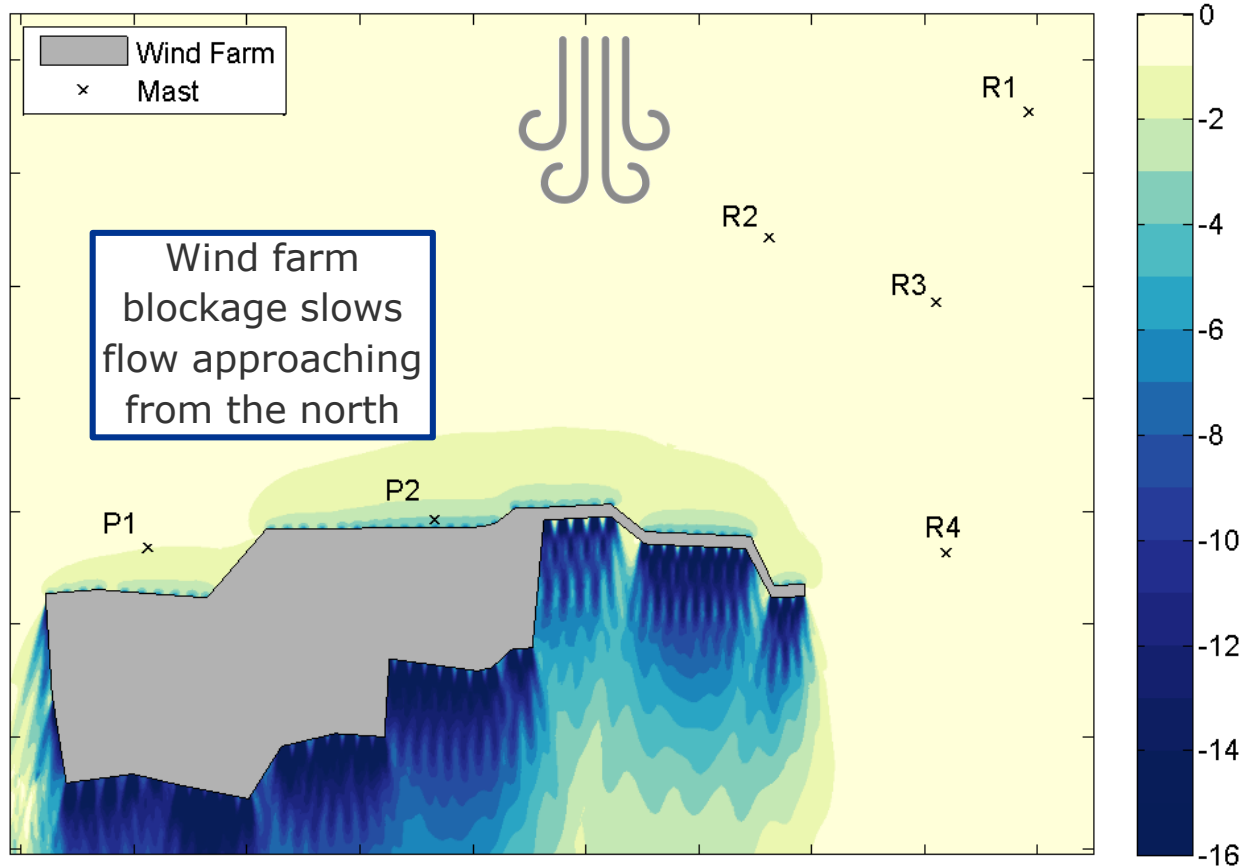 Wind Farm
Mast
R1
R2
R3
Wind farm
blockage slows
flow approaching
from the north
P2
P1
R4
0
-2
-4
-6
-8
-10
-12
-14
-16